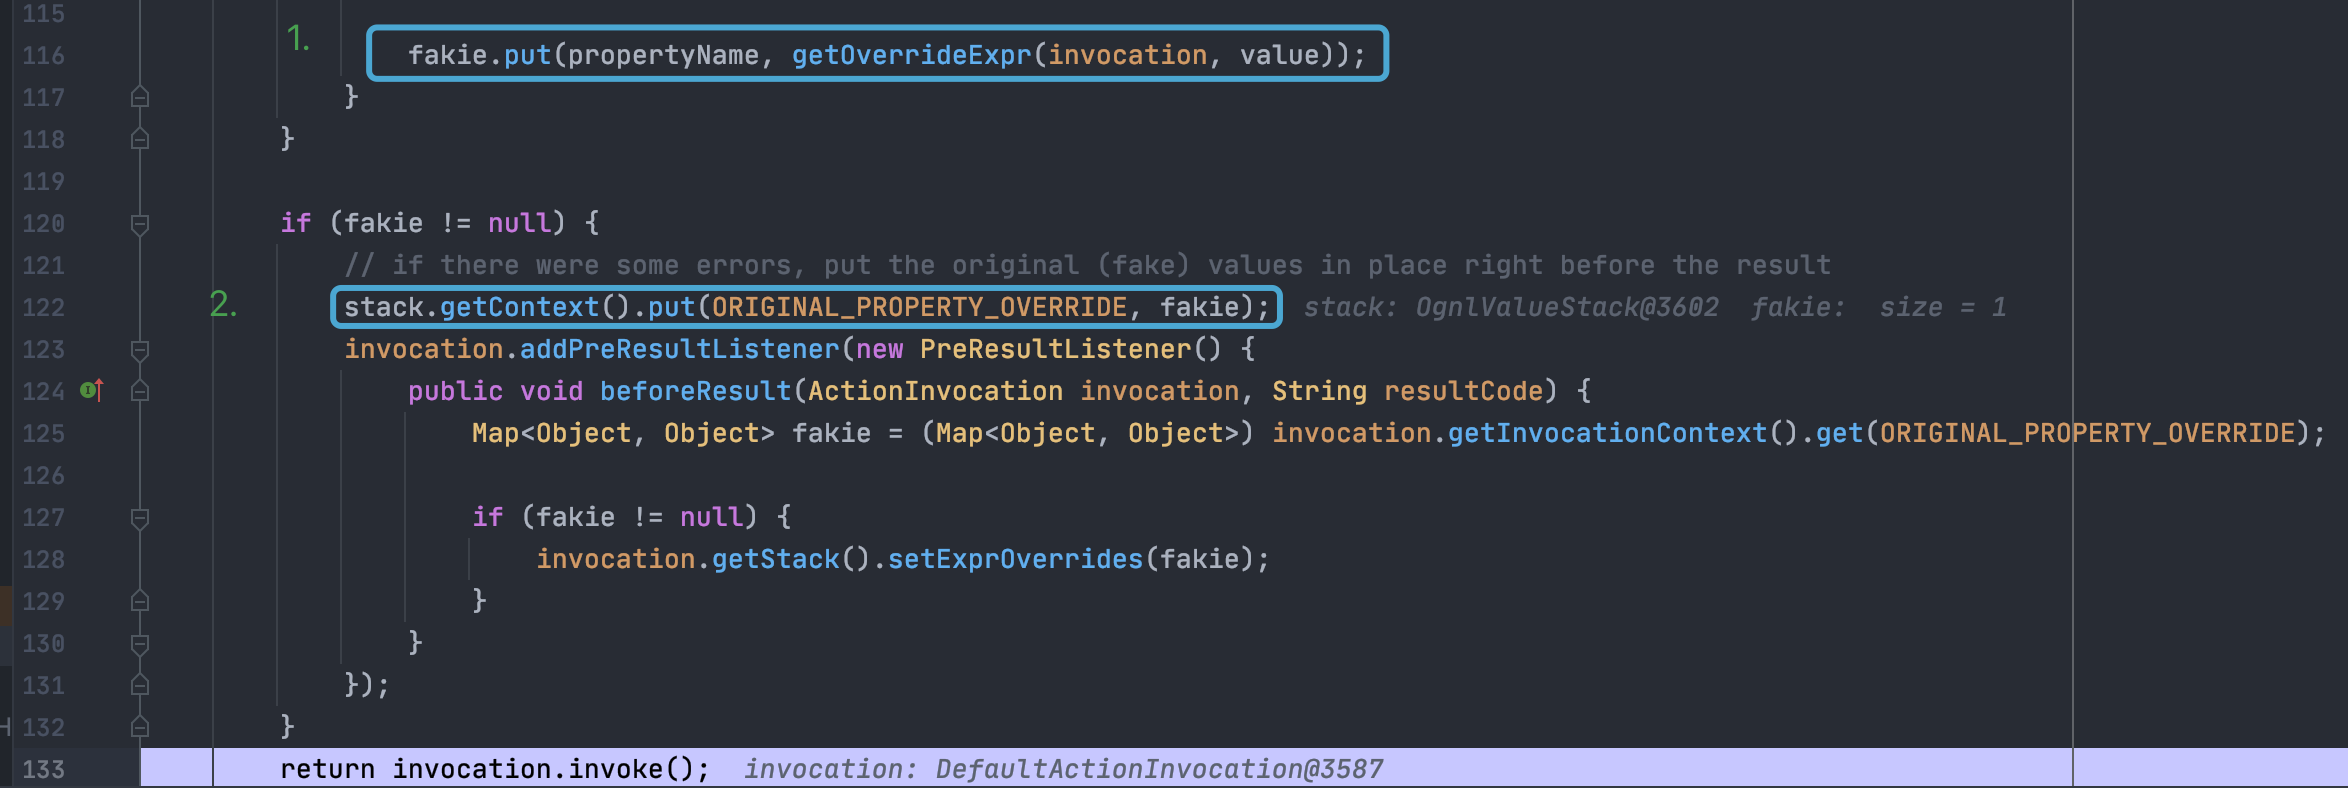 115
1.
116 fakie.put(propertyName, getOverrideExpr(invocation, value));
117 }
118 }
119
120 if (fakie != null) {
121 // if there were some errors, put the original (fake) values in place right before the result
2.
122 stack.getContext().put(ORIGINAL_PROPERTY_OVERRIDE, fakie); stack: OgnlValueStack@3602 fakie: size = 1
123 invocation.addPreResultListener(new PreResultListener() {
124 public void beforeResult(ActionInvocation invocation, String resultCode) {
125 Map<Object, Object> fakie = (Map<Object, Object>) invocation.getInvocationContext().get(ORIGINAL_PROPERTY_OVERRIDE);
126
127 if (fakie != null) {
128 invocation.getStack().setExprOverrides(fakie);
129 }
130 }
131 });
132 }
133 return invocation.invoke(); invocation: DefaultActionInvocation@3587